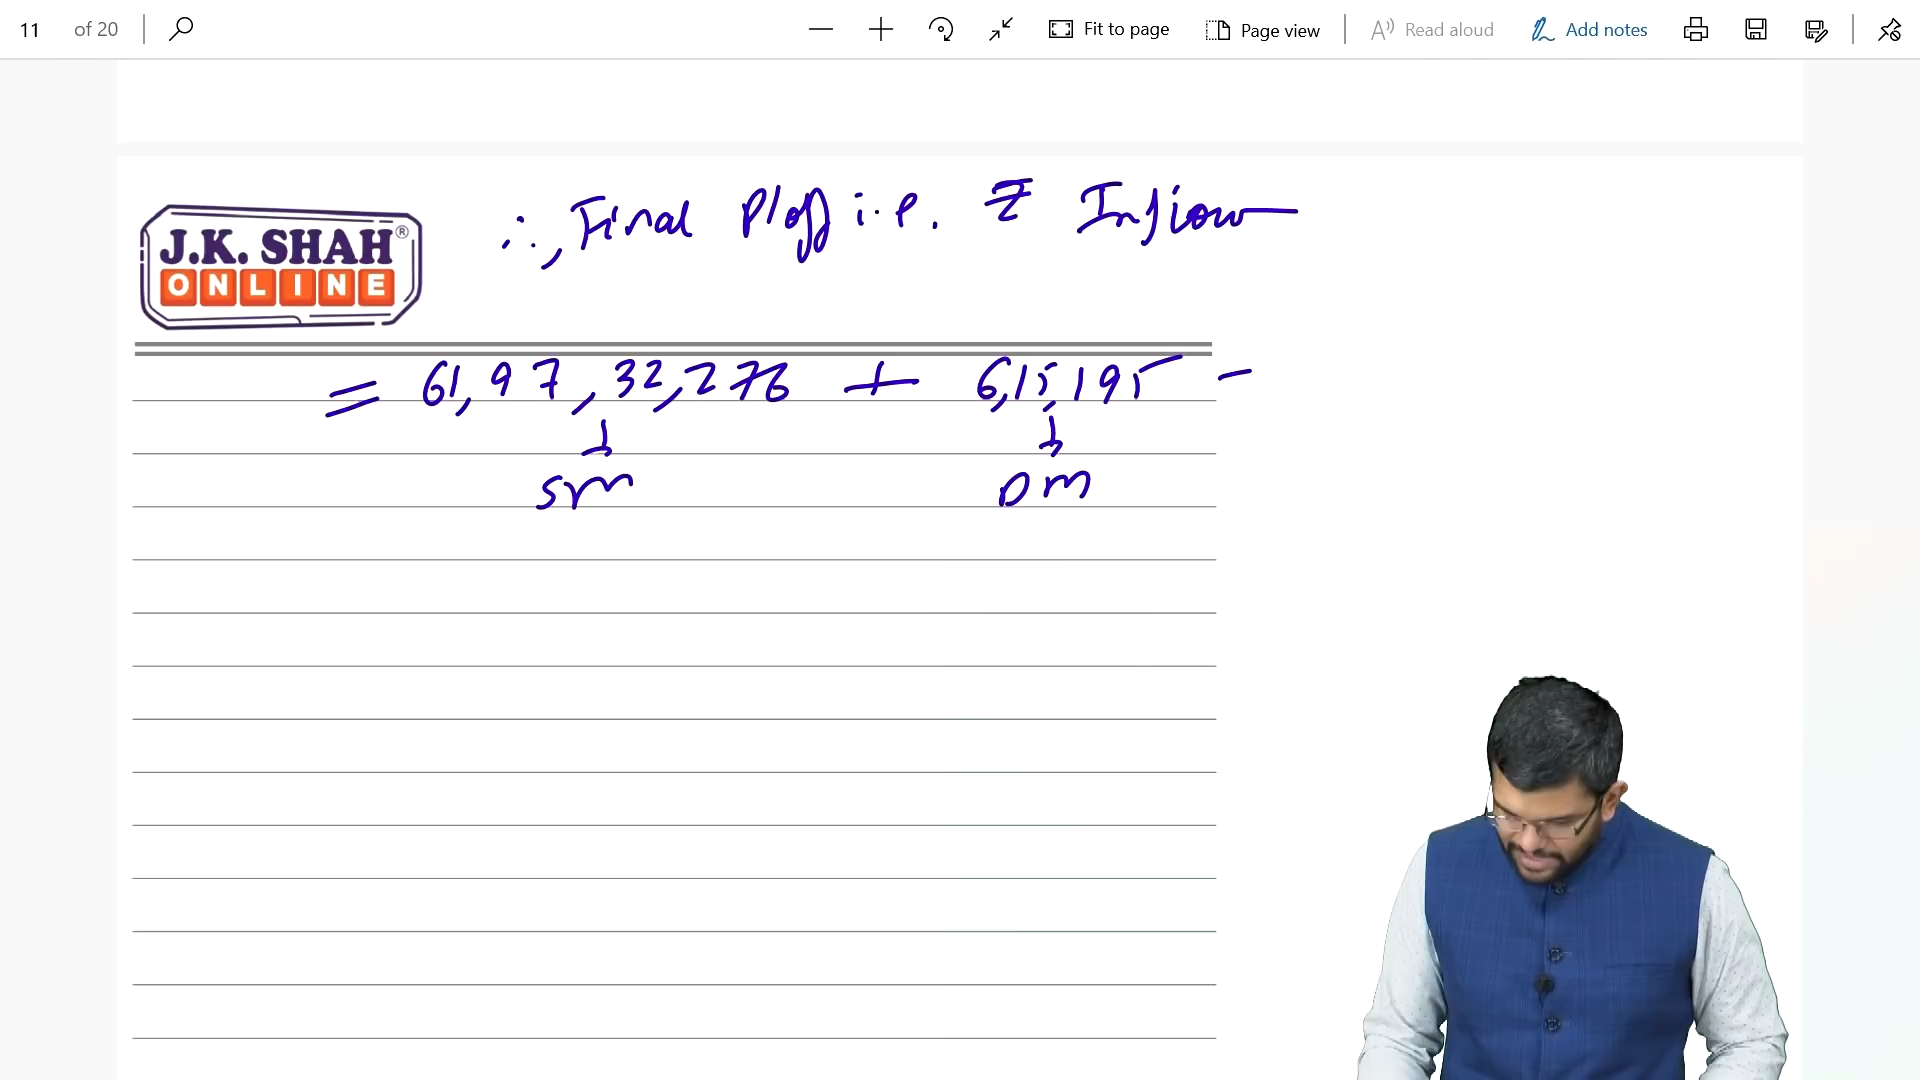 11 of 20 Fit to page Page view Read aloud Add notes
J.K. SHAH®
ONLINE
∴, Final P/off i.e. ₹ Inflow
= 61,97,32,276 + 6,15,195 -
↓ ↓
SM DM